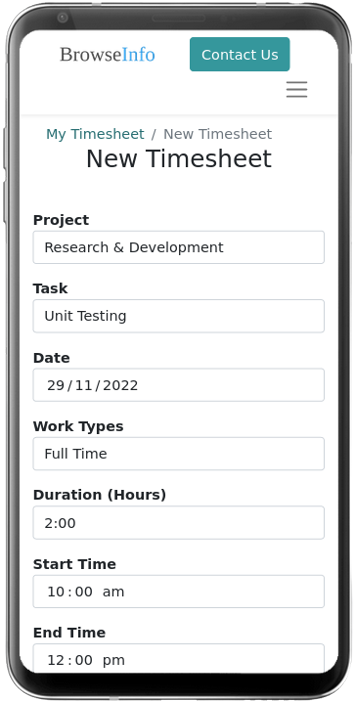 BrowseInfo
Contact Us
My Timesheet / New Timesheet
New Timesheet
Project
Research & Development
Task
Unit Testing
Date
29/11/2022
Work Types
Full Time
Duration (Hours)
2:00
Start Time
10:00 am
End Time
12:00 pm